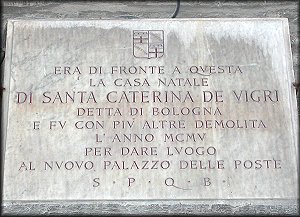 ERA DI FRONTE A QVESTA
LA CASA NATALE
DI SANTA CATERINA DE VIGRI
DETTA DI BOLOGNA
E FV CON PIV ALTRE DEMOLITA
L'ANNO MCMV
PER DARE LVOGO
AL NVOVO PALAZZO DELLE POSTE
S · P · Q · B ·